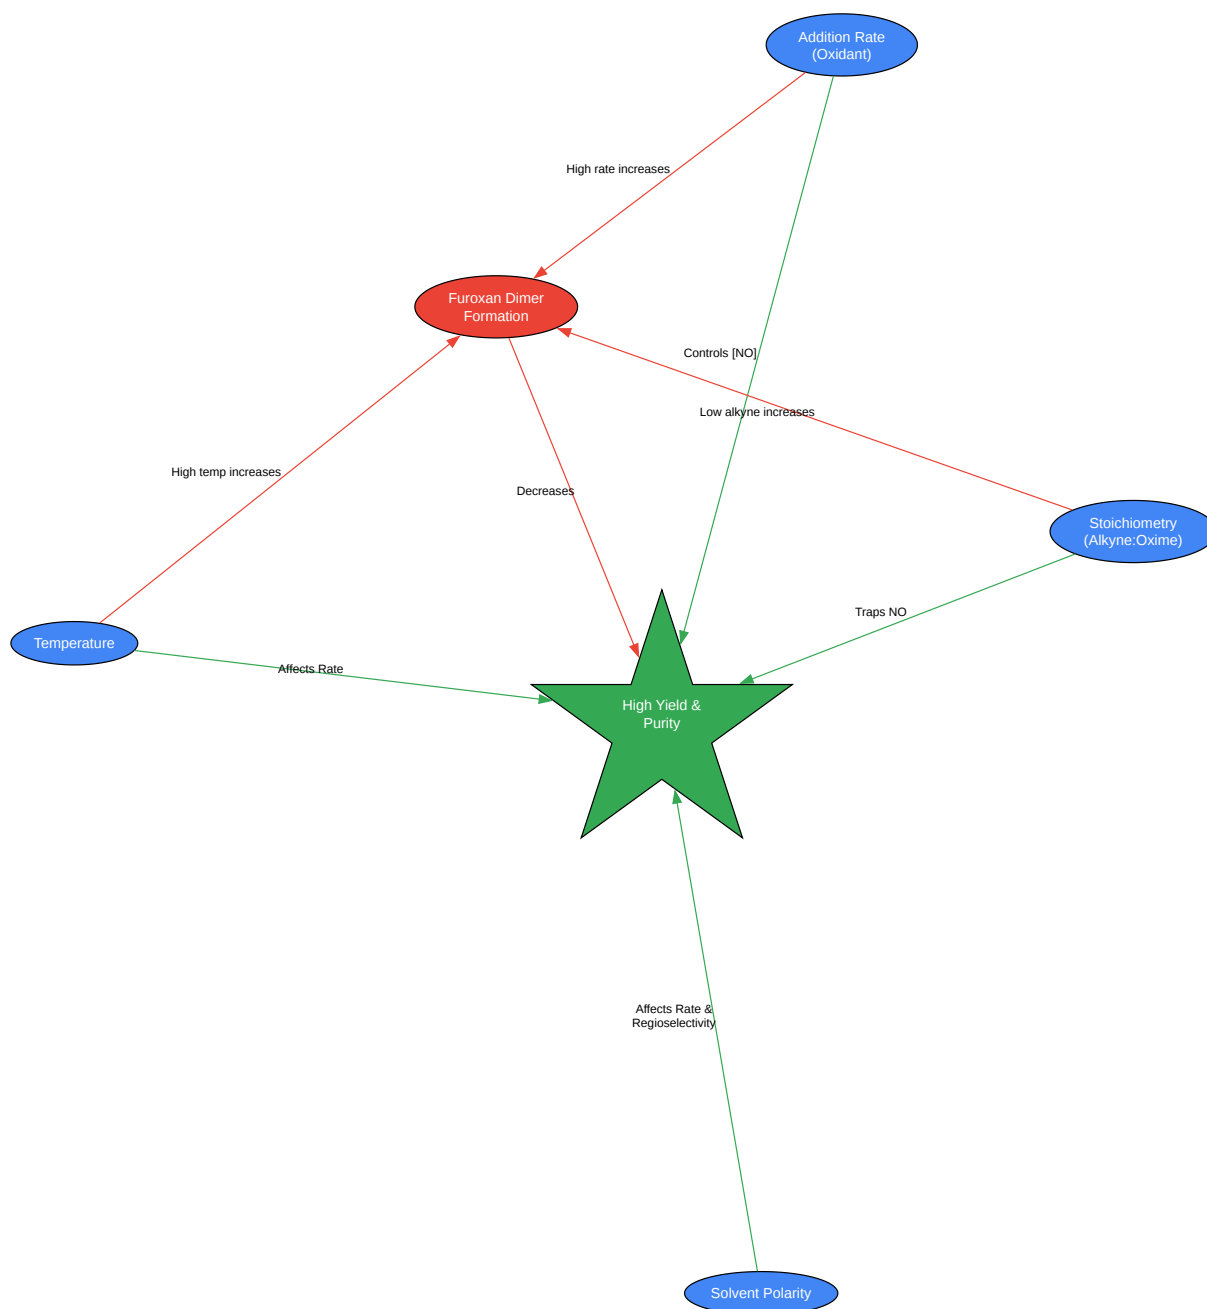 Addition Rate
(Oxidant)
High rate increases
Furoxan Dimer
Formation
Controls [NO]
Low alkyne increases
High temp increases
Decreases
Stoichiometry
(Alkyne:Oxime)
Traps NO
Temperature
Affects Rate
High Yield &
Purity
Affects Rate &
Regioselectivity
Solvent Polarity